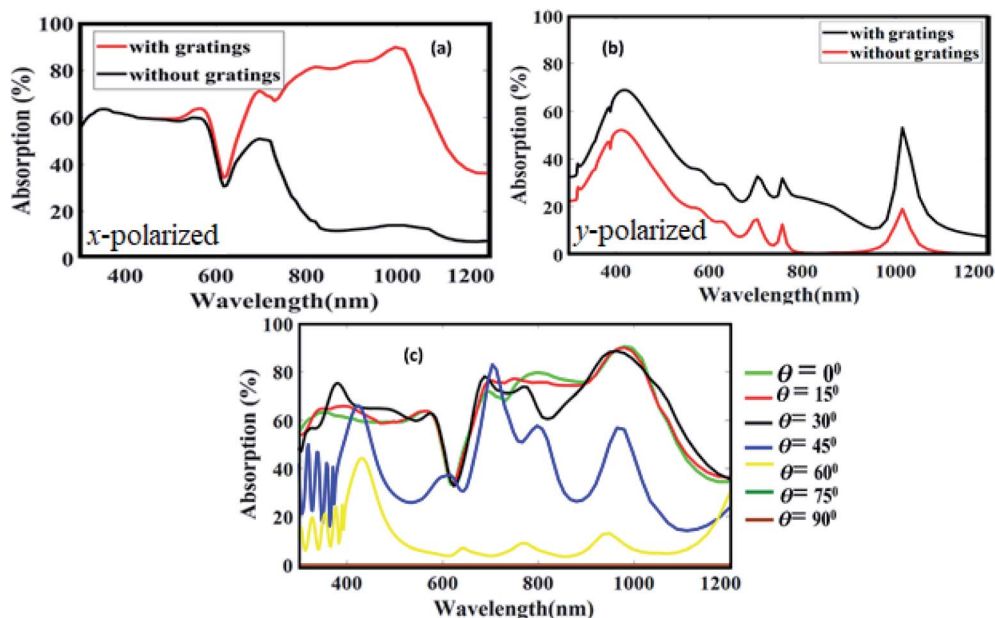 100
80
60
40
20
0
Absorption (%)
with gratings
without gratings
(a)
x-polarized
400 600 800 1000 1200
Wavelength(nm)
100
80
60
40
20
0
Absorption (%)
(b)
with gratings
without gratings
y-polarized
400 600 800 1000 1200
Wavelength(nm)
100
80
60
40
20
0
Absorption (%)
(c)
400 600 800 1000 1200
Wavelength(nm)
θ = 0⁰
θ = 15⁰
θ = 30⁰
θ = 45⁰
θ = 60⁰
θ = 75⁰
θ = 90⁰